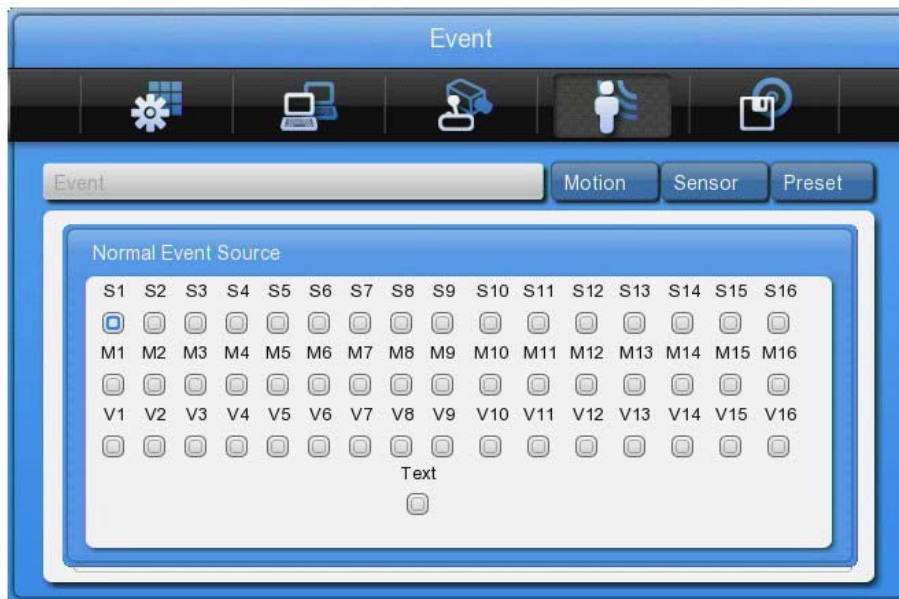 Event
Event Motion Sensor Preset
Normal Event Source
S1 S2 S3 S4 S5 S6 S7 S8 S9 S10 S11 S12 S13 S14 S15 S16
M1 M2 M3 M4 M5 M6 M7 M8 M9 M10 M11 M12 M13 M14 M15 M16
V1 V2 V3 V4 V5 V6 V7 V8 V9 V10 V11 V12 V13 V14 V15 V16
Text